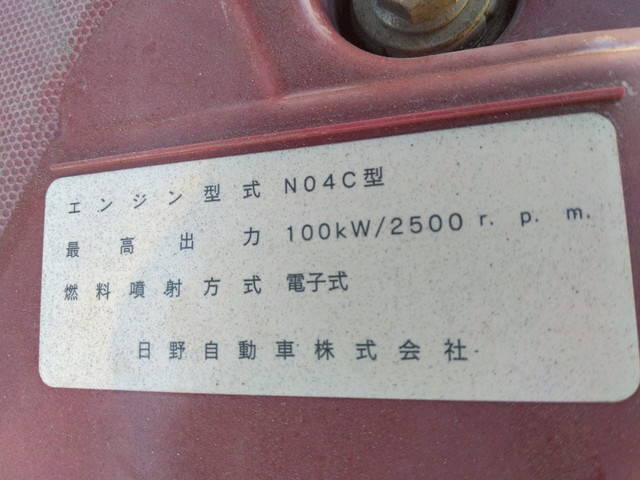 エンジン型式 N04C型
最高出力 100kW/2500 r. p. m.
燃料噴射方式 電子式
日野自動車株式会社